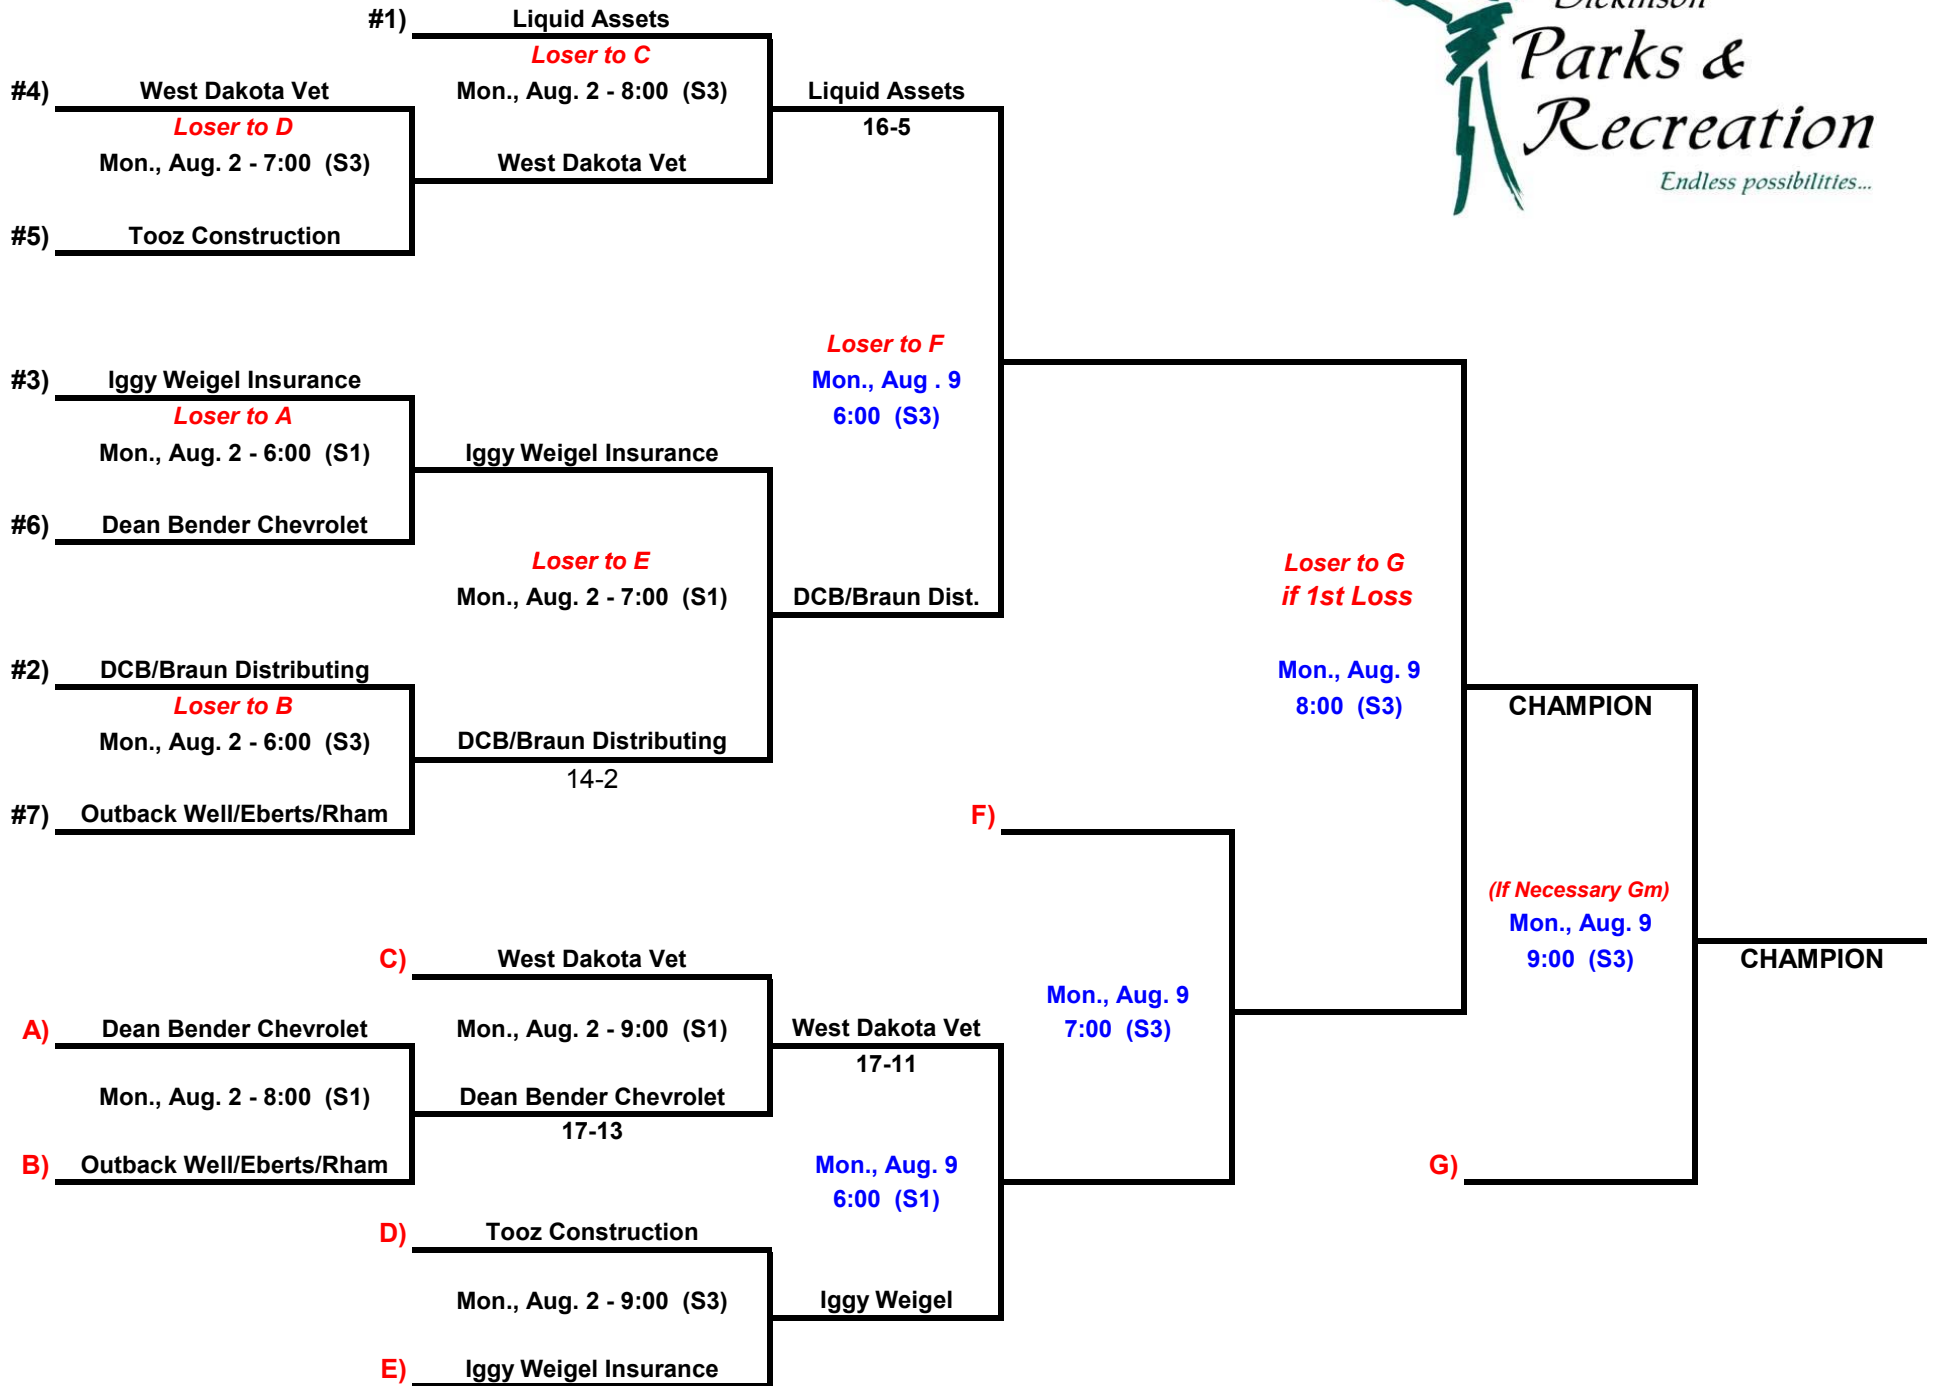 Dickinson
Parks &
Recreation
Endless possibilities...
#1) Liquid Assets
Loser to C
#4) West Dakota Vet
Mon., Aug. 2 - 8:00 (S3)
Liquid Assets
Loser to D
16-5
Mon., Aug. 2 - 7:00 (S3)
West Dakota Vet
#5) Tooz Construction
Loser to F
#3) Iggy Weigel Insurance
Mon., Aug . 9
Loser to A
6:00 (S3)
Mon., Aug. 2 - 6:00 (S1)
Iggy Weigel Insurance
#6) Dean Bender Chevrolet
Loser to E
Loser to G
Mon., Aug. 2 - 7:00 (S1)
DCB/Braun Dist.
if 1st Loss
#2) DCB/Braun Distributing
Mon., Aug. 9
Loser to B
8:00 (S3)
CHAMPION
Mon., Aug. 2 - 6:00 (S3)
DCB/Braun Distributing
14-2
#7) Outback Well/Eberts/Rham
F)
(If Necessary Gm)
Mon., Aug. 9
9:00 (S3)
CHAMPION
C) West Dakota Vet
Mon., Aug. 9
7:00 (S3)
A) Dean Bender Chevrolet
Mon., Aug. 2 - 9:00 (S1)
West Dakota Vet
17-11
Mon., Aug. 2 - 8:00 (S1)
Dean Bender Chevrolet
17-13
B) Outback Well/Eberts/Rham
Mon., Aug. 9
6:00 (S1)
G)
D) Tooz Construction
Mon., Aug. 2 - 9:00 (S3)
Iggy Weigel
E) Iggy Weigel Insurance